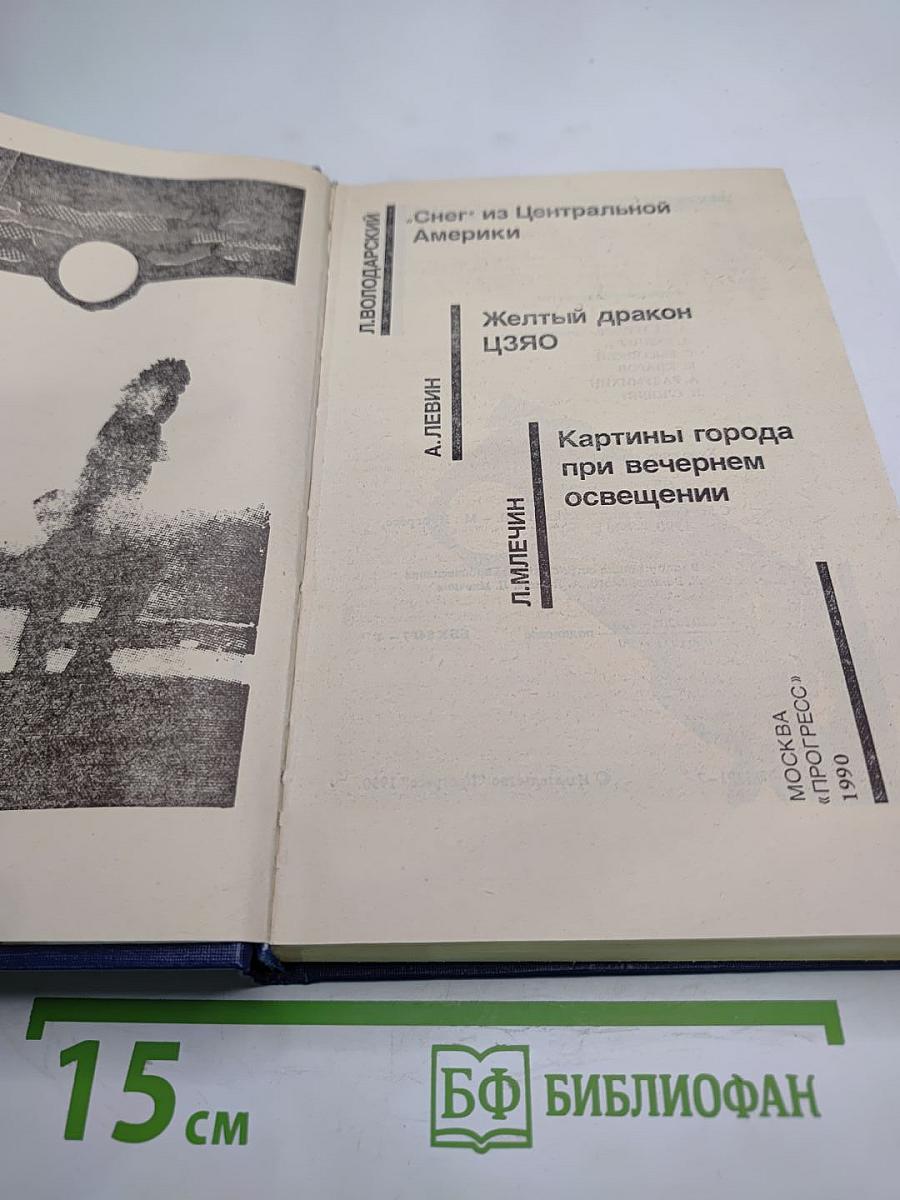 Л.ВОЛОДАРСКИЙ
„Снег" из Центральной
Америки
А.ЛЕВИН
Желтый дракон
ЦЗЯО
Л.МЛЕЧИН
Картины города
при вечернем
освещении
МОСКВА
«ПРОГРЕСС»
1990
15 см
БФ БИБЛИОФАН